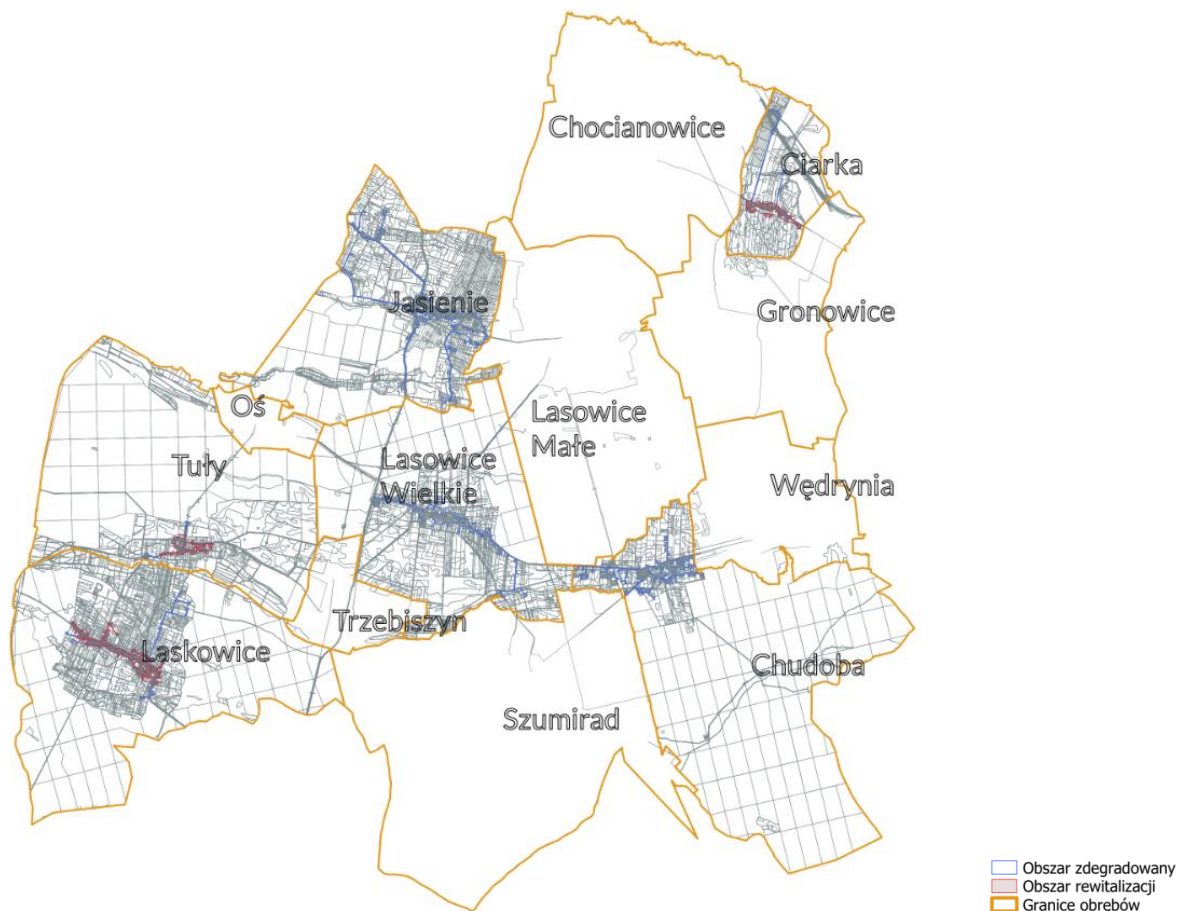 Chocianowice
Ciarka
Jasienie
Gronowice
Oś
Lasowice
Małe
Tuły
Lasowice
Wielkie
Wędrynia
Trzebiszyn
Laskowice
Chudoba
Szumirad
Obszar zdegradowany
Obszar rewitalizacji
Granice obrębów